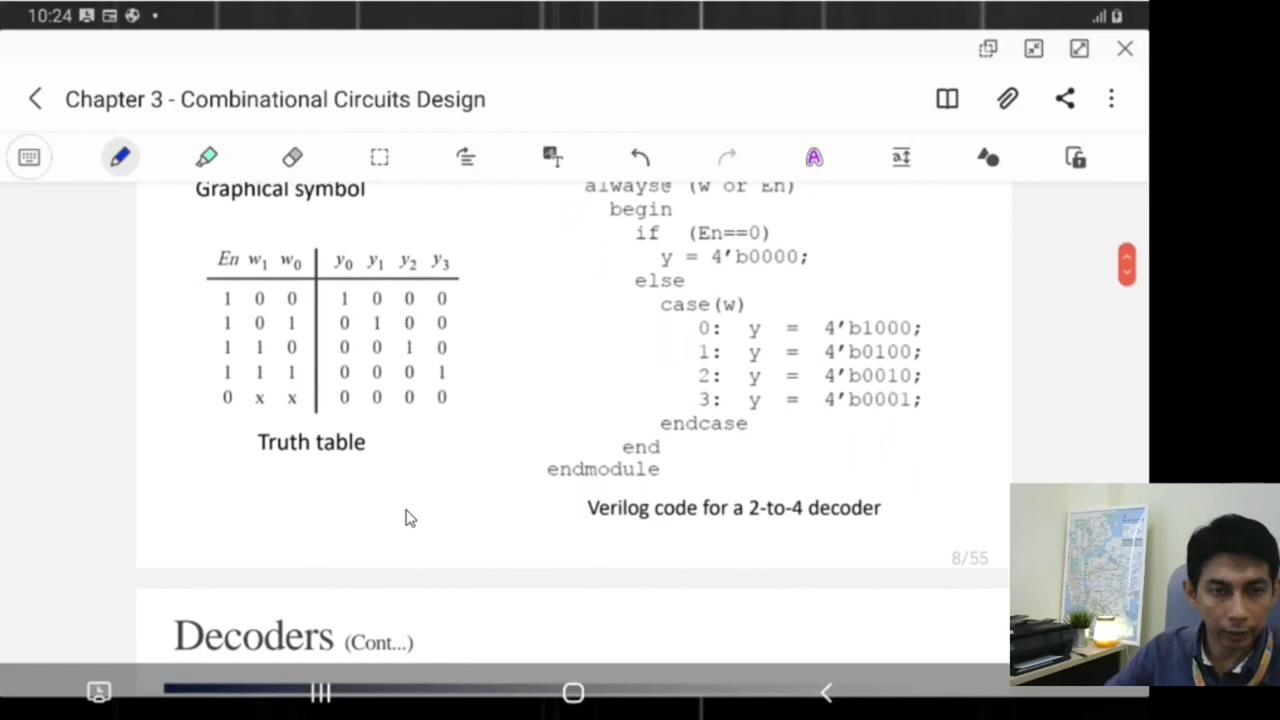 10:24
Chapter 3 - Combinational Circuits Design
Graphical symbol
En w1 w0 y0 y1 y2 y3
1 0 0 1 0 0 0
1 0 1 0 1 0 0
1 1 0 0 0 1 0
1 1 1 0 0 0 1
0 x x 0 0 0 0
Truth table
always@ (w or En)
begin
if (En==0)
y = 4'b0000;
else
case(w)
0: y = 4'b1000;
1: y = 4'b0100;
2: y = 4'b0010;
3: y = 4'b0001;
endcase
end
endmodule
Verilog code for a 2-to-4 decoder
8/55
Decoders (Cont...)